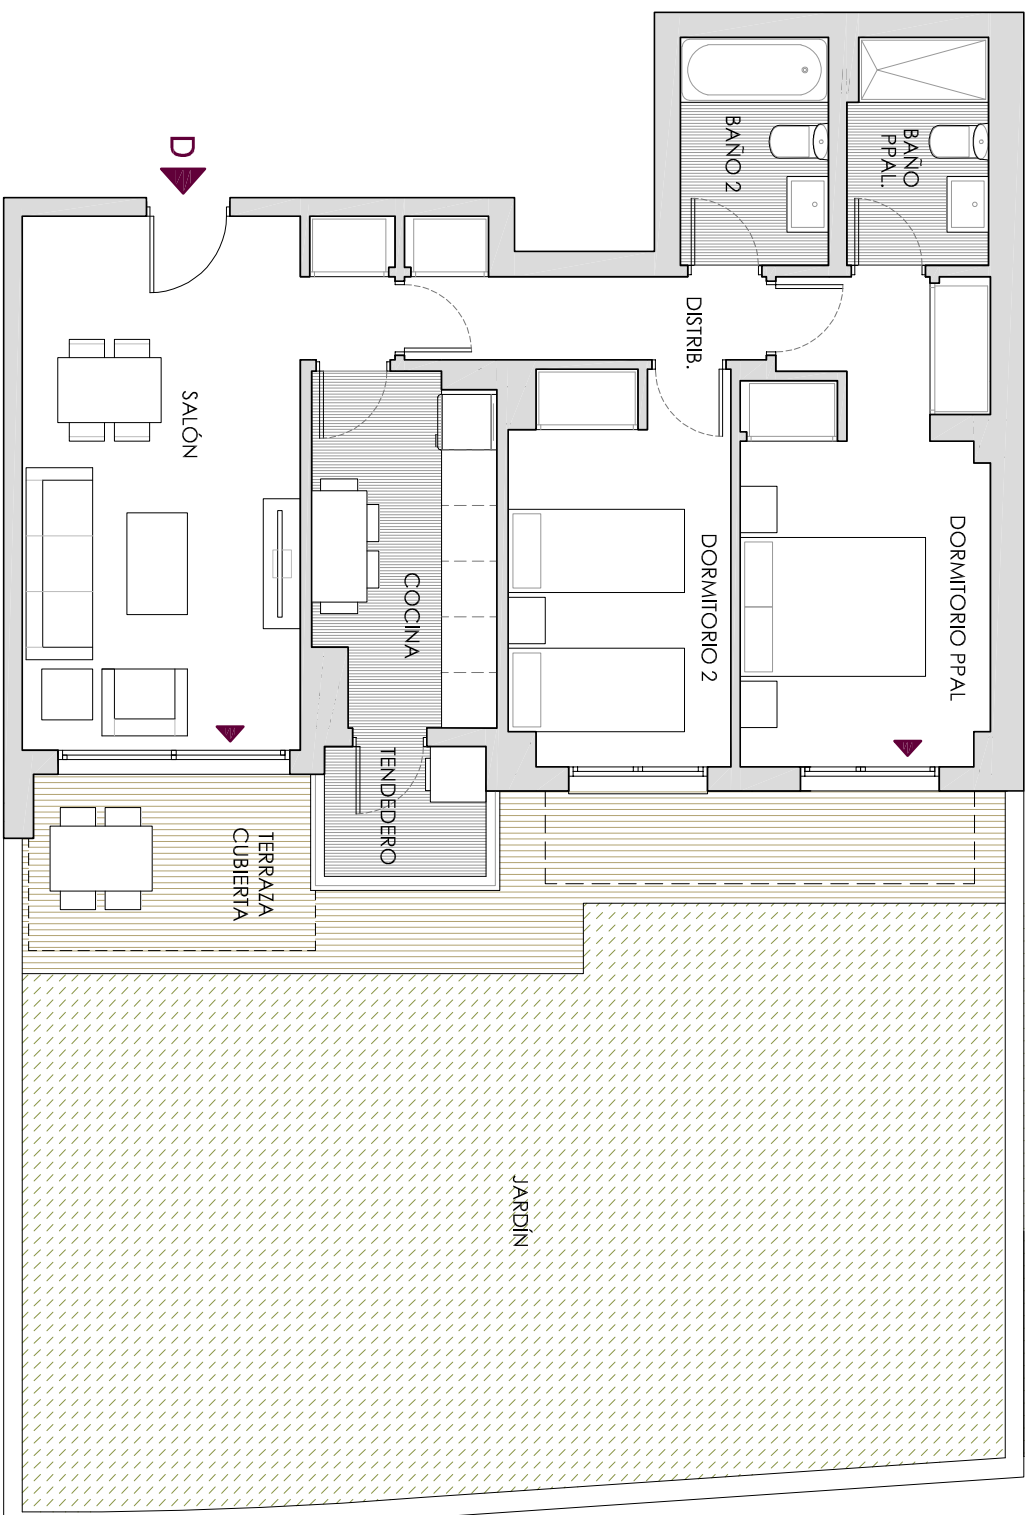 D
BAÑO 2
BAÑO
PPAL.
DISTRIB.
SALÓN
COCINA
DORMITORIO 2
DORMITORIO PPAL
TENDEDERO
TERRAZA
CUBIERTA
JARDÍN